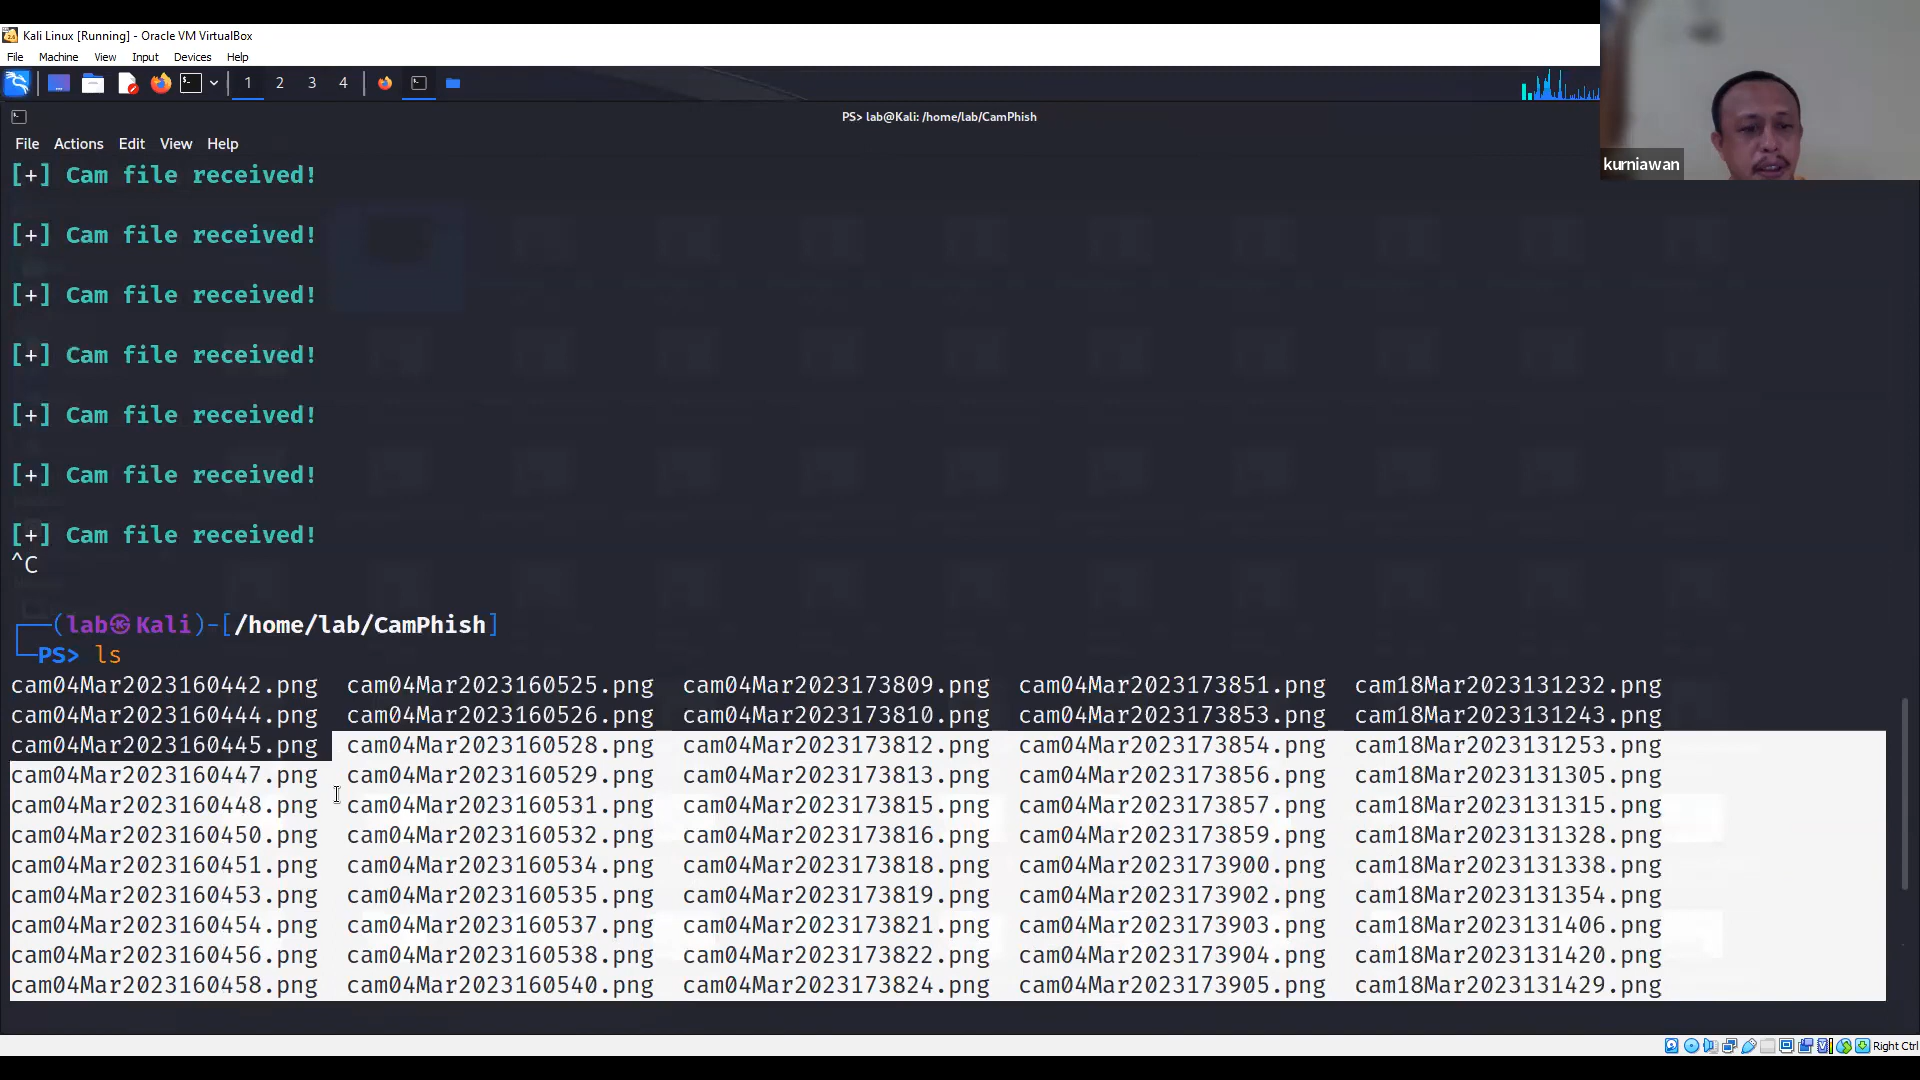 Kali Linux [Running] - Oracle VM VirtualBox
File Machine View Input Devices Help
1 2 3 4
PS> lab@Kali: /home/lab/CamPhish
File Actions Edit View Help
[+] Cam file received!
[+] Cam file received!
[+] Cam file received!
[+] Cam file received!
[+] Cam file received!
[+] Cam file received!
[+] Cam file received!
^C
(lab㉿Kali)-[/home/lab/CamPhish]
PS> ls
cam04Mar2023160442.png cam04Mar2023160525.png cam04Mar2023173809.png cam04Mar2023173851.png cam18Mar2023131232.png
cam04Mar2023160444.png cam04Mar2023160526.png cam04Mar2023173810.png cam04Mar2023173853.png cam18Mar2023131243.png
cam04Mar2023160445.png cam04Mar2023160528.png cam04Mar2023173812.png cam04Mar2023173854.png cam18Mar2023131253.png
cam04Mar2023160447.png cam04Mar2023160529.png cam04Mar2023173813.png cam04Mar2023173856.png cam18Mar2023131305.png
cam04Mar2023160448.png cam04Mar2023160531.png cam04Mar2023173815.png cam04Mar2023173857.png cam18Mar2023131315.png
cam04Mar2023160450.png cam04Mar2023160532.png cam04Mar2023173816.png cam04Mar2023173859.png cam18Mar2023131328.png
cam04Mar2023160451.png cam04Mar2023160534.png cam04Mar2023173818.png cam04Mar2023173900.png cam18Mar2023131338.png
cam04Mar2023160453.png cam04Mar2023160535.png cam04Mar2023173819.png cam04Mar2023173902.png cam18Mar2023131354.png
cam04Mar2023160454.png cam04Mar2023160537.png cam04Mar2023173821.png cam04Mar2023173903.png cam18Mar2023131406.png
cam04Mar2023160456.png cam04Mar2023160538.png cam04Mar2023173822.png cam04Mar2023173904.png cam18Mar2023131420.png
cam04Mar2023160458.png cam04Mar2023160540.png cam04Mar2023173824.png cam04Mar2023173905.png cam18Mar2023131429.png
kurniawan
Right Ctrl